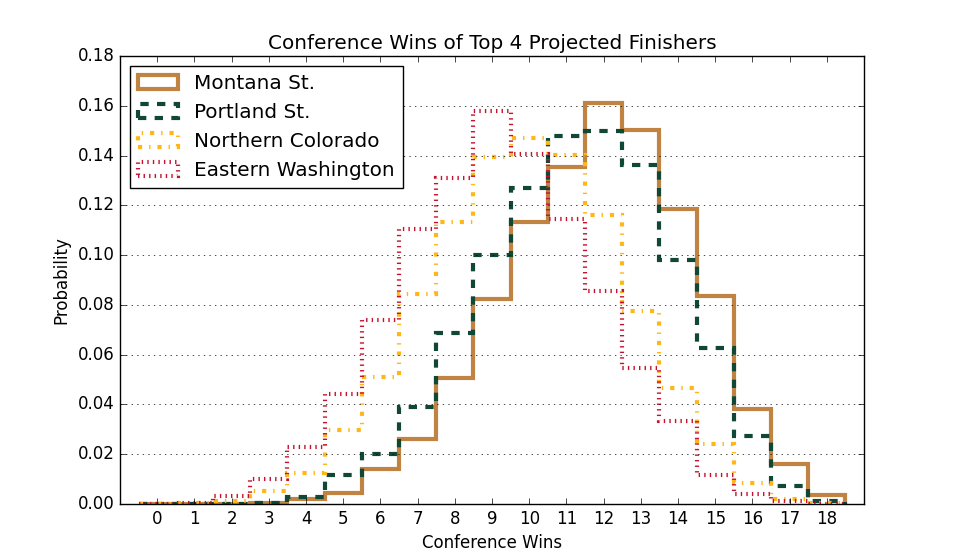 Conference Wins of Top 4 Projected Finishers
0.18
0.16
0.14
0.12
0.10
0.08
0.06
0.04
0.02
0.00
Probability
Montana St.
Portland St.
Northern Colorado
Eastern Washington
0 1 2 3 4 5 6 7 8 9 10 11 12 13 14 15 16 17 18
Conference Wins